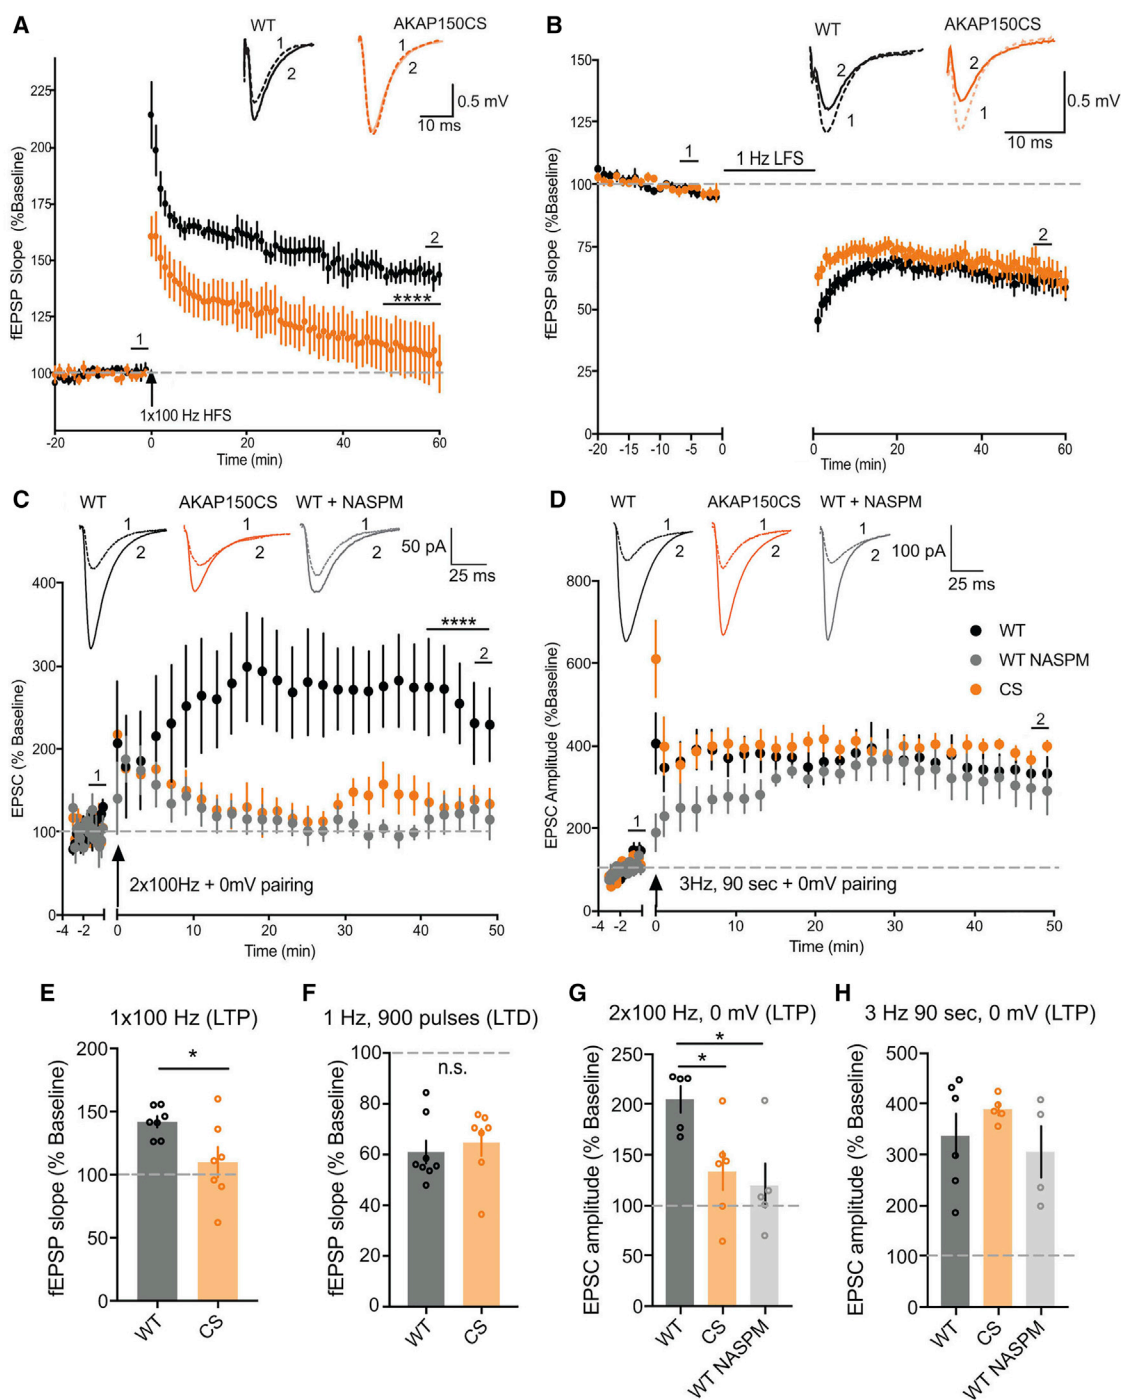 A
WT
AKAP150CS
1
2
1
2
0.5 mV
10 ms
fEPSP Slope (%Baseline)
225
200
175
150
125
100
2
****
1
1x100 Hz HFS
-20
0
20
40
60
Time (min)
B
WT
AKAP150CS
2
1
2
1
0.5 mV
10 ms
fEPSP slope (%Baseline)
150
125
100
75
50
25
0
1
1 Hz LFS
2
-20
-15
-10
-5
0
0
20
40
60
Time (min)
C
WT
AKAP150CS
WT + NASPM
1
2
1
2
1
2
50 pA
25 ms
EPSC (% Baseline)
400
300
200
100
0
****
2
1
2x100Hz + 0mV pairing
-4
-2
0
10
20
30
40
50
Time (min)
D
WT
AKAP150CS
WT + NASPM
1
2
1
2
1
2
100 pA
25 ms
EPSC Amplitude (%Baseline)
800
600
400
200
0
WT
WT NASPM
CS
2
1
3Hz, 90 sec + 0mV pairing
-4
-2
0
10
20
30
40
50
Time (min)
E
1x100 Hz (LTP)
fEPSP slope (% Baseline)
200
150
100
50
0
*
WT
CS
F
1 Hz, 900 pulses (LTD)
fEPSP slope (% Baseline)
100
80
60
40
20
0
n.s.
WT
CS
G
2x100 Hz, 0 mV (LTP)
EPSC amplitude (% Baseline)
250
200
150
100
50
0
*
*
WT
CS
WT NASPM
H
3 Hz 90 sec, 0 mV (LTP)
EPSC amplitude (% Baseline)
500
400
300
200
100
0
WT
CS
WT NASPM